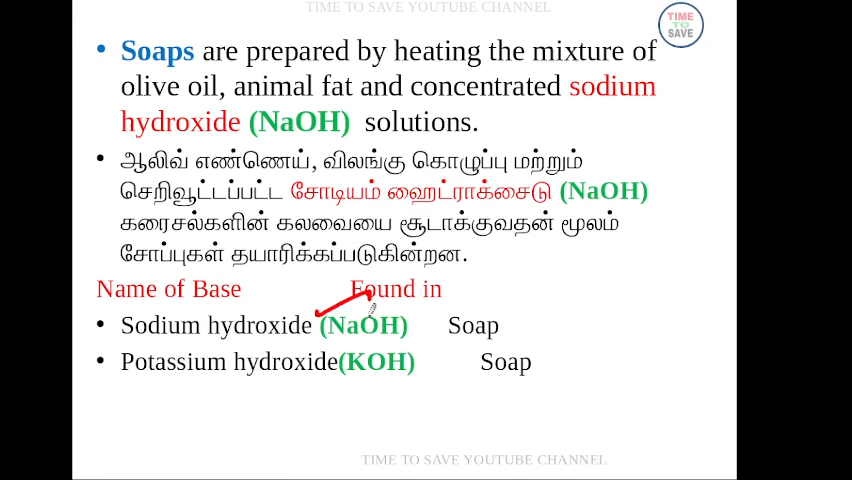 TIME TO SAVE YOUTUBE CHANNEL
TIME
TO
SAVE
• Soaps are prepared by heating the mixture of
olive oil, animal fat and concentrated sodium
hydroxide (NaOH) solutions.
• ஆலிவ் எண்ணெய், விலங்கு கொழுப்பு மற்றும்
செறிவூட்டப்பட்ட சோடியம் ஹைட்ராக்சைடு (NaOH)
கரைசல்களின் கலவையை சூடாக்குவதன் மூலம்
சோப்புகள் தயாரிக்கப்படுகின்றன.
Name of Base Found in
• Sodium hydroxide (NaOH) Soap
• Potassium hydroxide(KOH) Soap
TIME TO SAVE YOUTUBE CHANNEL